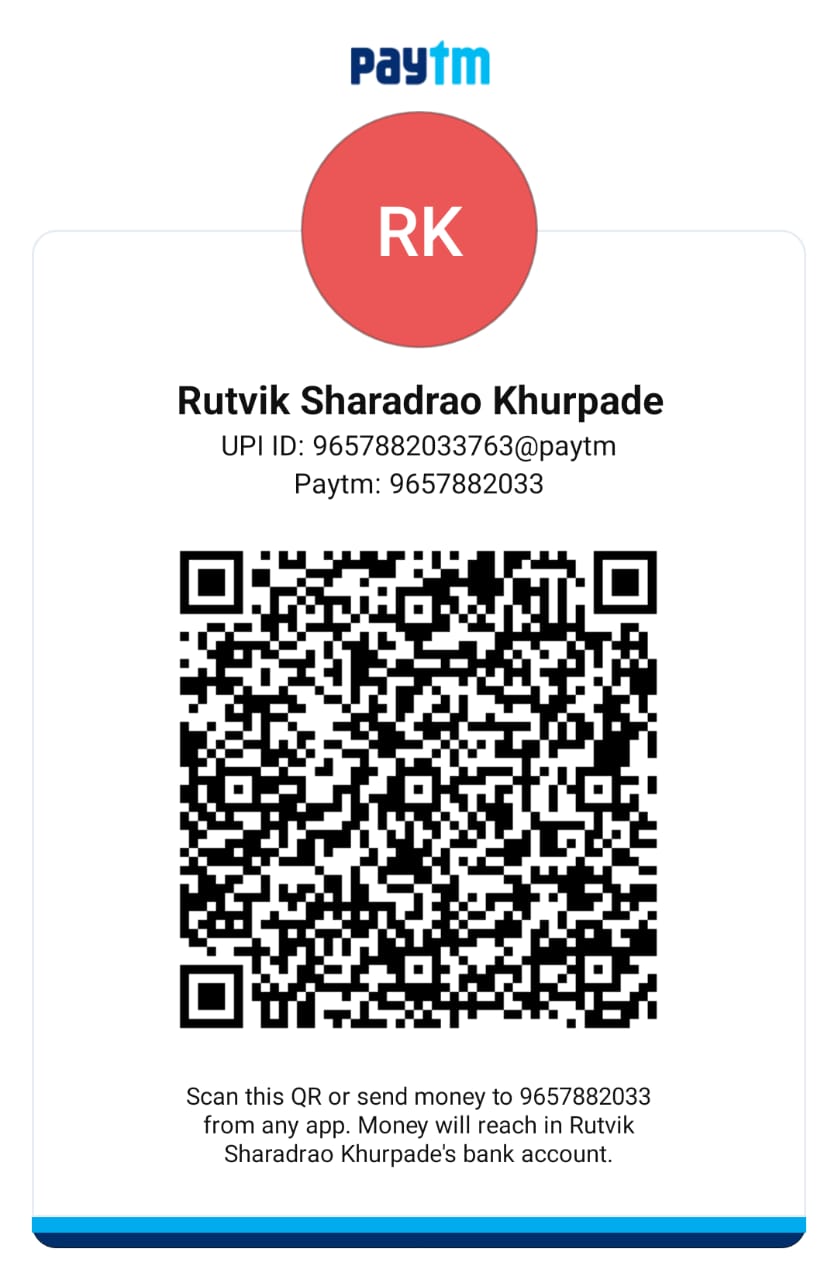 paytm
RK
Rutvik Sharadrao Khurpade
UPI ID: 9657882033763@paytm
Paytm: 9657882033
Scan this QR or send money to 9657882033
from any app. Money will reach in Rutvik
Sharadrao Khurpade's bank account.